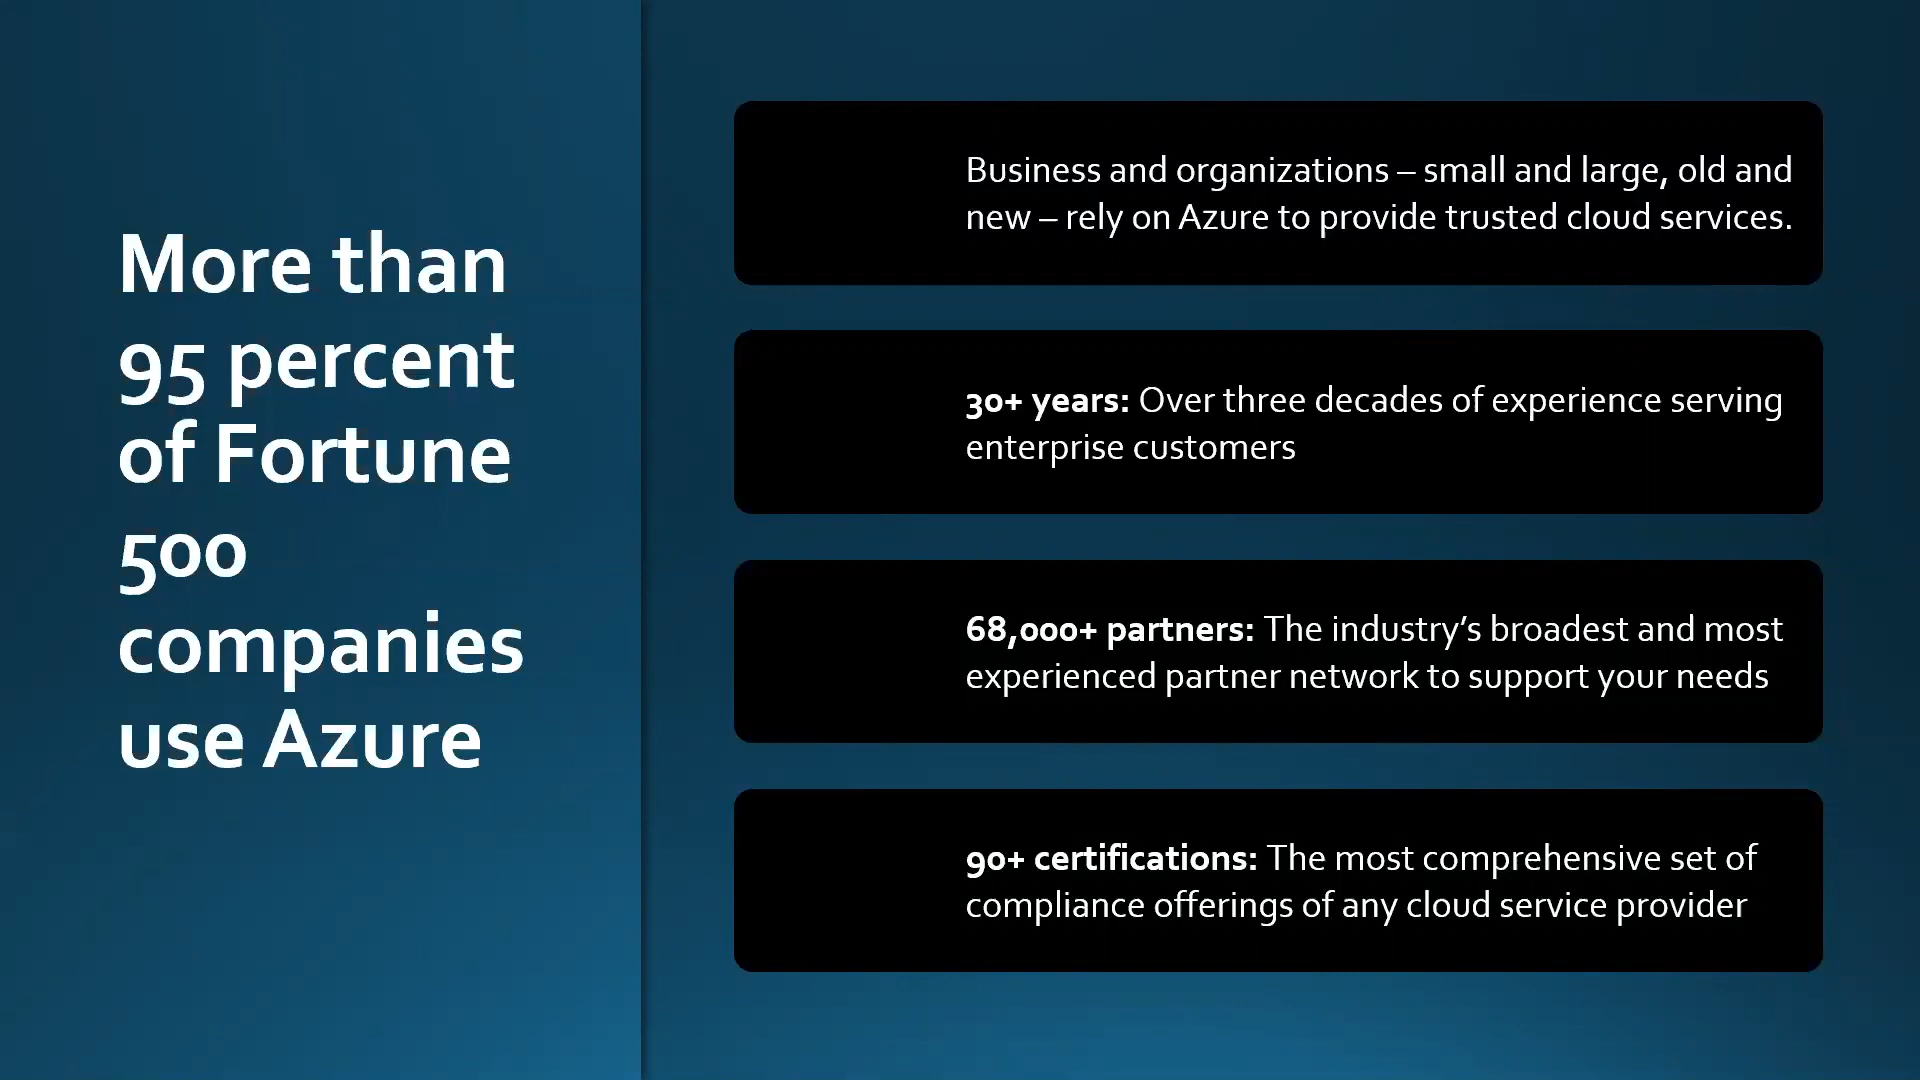 More than
95 percent
of Fortune
500
companies
use Azure
Business and organizations – small and large, old and
new – rely on Azure to provide trusted cloud services.
30+ years: Over three decades of experience serving
enterprise customers
68,000+ partners: The industry’s broadest and most
experienced partner network to support your needs
90+ certifications: The most comprehensive set of
compliance offerings of any cloud service provider